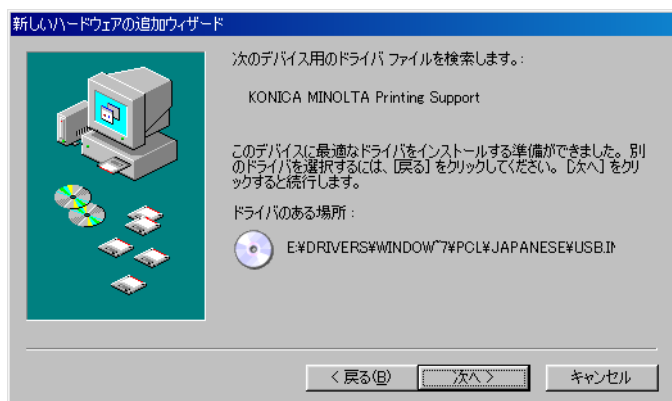 新しいハードウェアの追加ウィザード
次のデバイス用のドライバ ファイルを検索します。:
KONICA MINOLTA Printing Support
このデバイスに最適なドライバをインストールする準備ができました。別
のドライバを選択するには、[戻る] をクリックしてください。[次へ] をクリ
ックすると続行します。
ドライバのある場所:
E:¥DRIVERS¥WINDOW~7¥PCL¥JAPANESE¥USB.IN
< 戻る(B)
次へ >
キャンセル